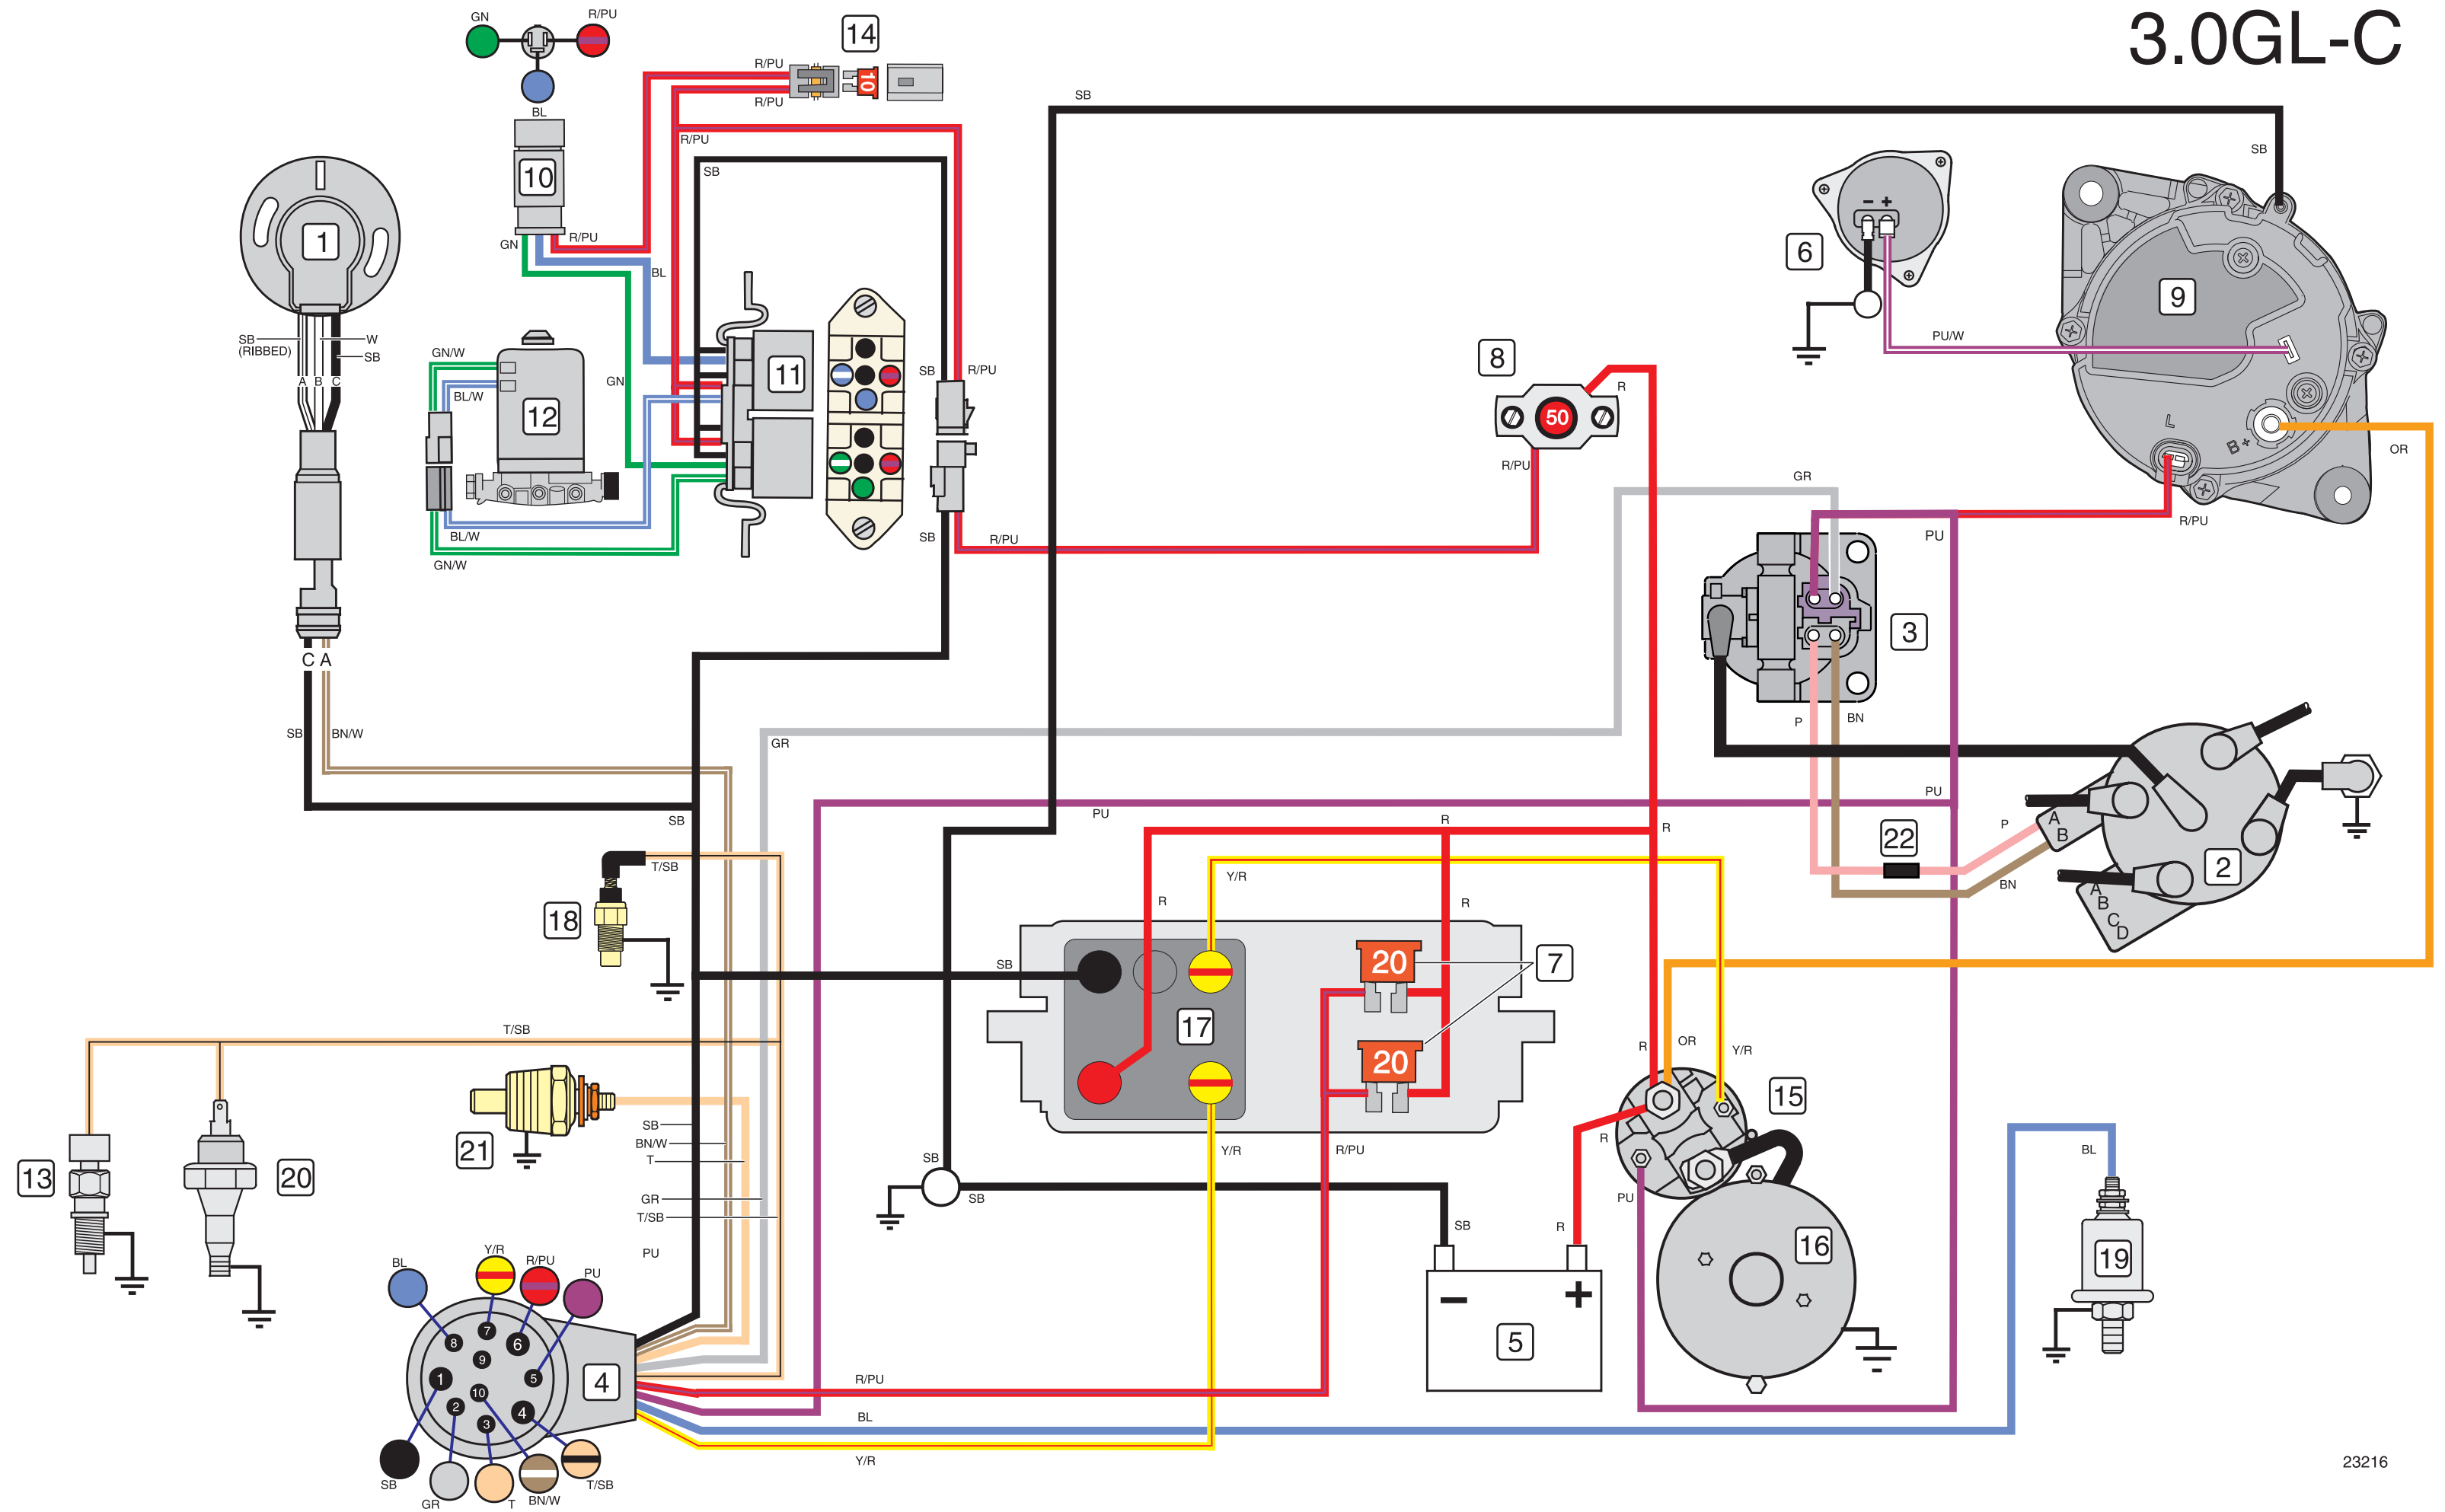 3.0GL-C
GN
R/PU
14
R/PU
10
R/PU
BL
R/PU
SB
SB
SB
10
1
GN
R/PU
BL
6
− +
9
PU/W
L
B+
OR
R/PU
SB
(RIBBED)
W
SB
A B C
GN/W
BL/W
GN
12
11
SB
R/PU
8
50
R
R/PU
BL/W
GN/W
SB
R/PU
GR
PU
3
P
BN
C A
SB
BN/W
GR
SB
PU
PU
R
R
22
P
BN
A
B
2
A
B
C
D
T/SB
18
Y/R
R
R
SB
20
7
17
20
T/SB
R
OR
Y/R
15
R
PU
21
SB
BN/W
T
GR
T/SB
PU
SB
SB
Y/R
R/PU
SB
R
− +
5
16
BL
19
13
20
BL
Y/R
R/PU
PU
8
7
6
9
5
1
10
2
3
4
4
SB
GR
T
BN/W
T/SB
R/PU
BL
Y/R
23216